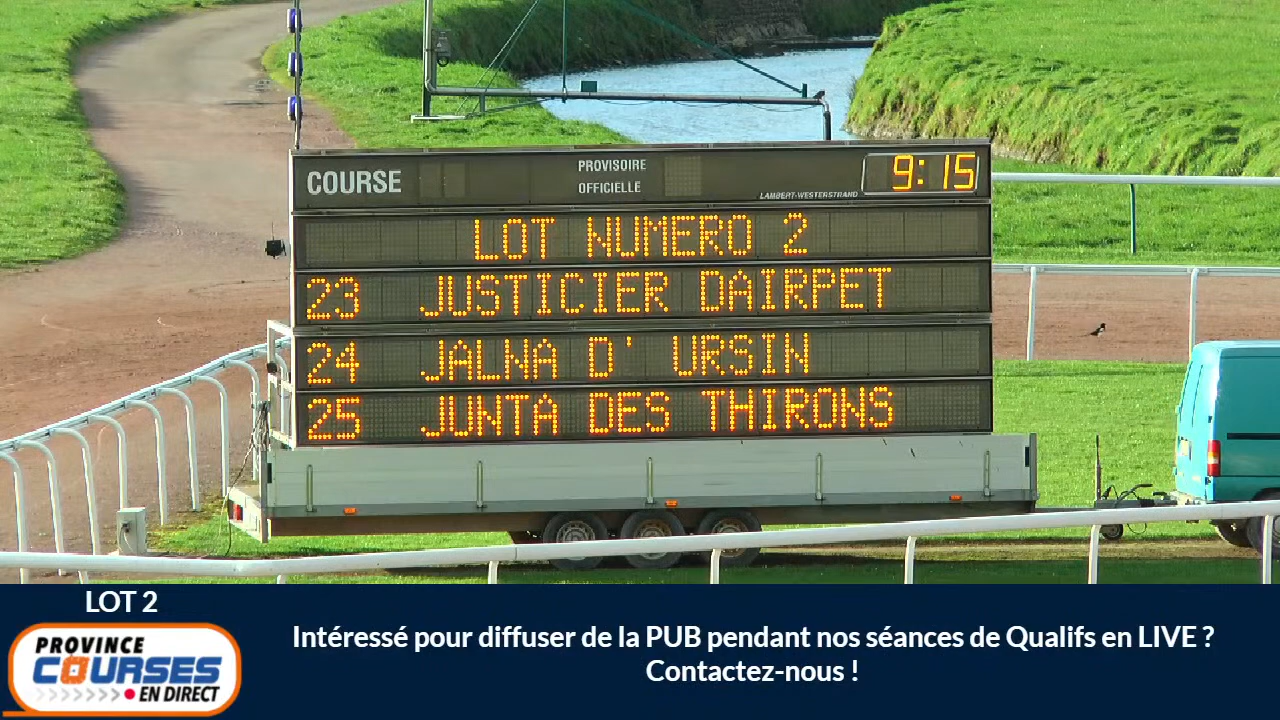 COURSE
PROVISOIRE
OFFICIELLE
LAMBERT-WESTERSTRAND
9:15
LOT NUMERO 2
23 JUSTICIER DAIRPET
24 JALNA D' URSIN
25 JUNTA DES THIRONS
LOT 2
PROVINCE
COURSES
EN DIRECT
Intéressé pour diffuser de la PUB pendant nos séances de Qualifs en LIVE ?
Contactez-nous !